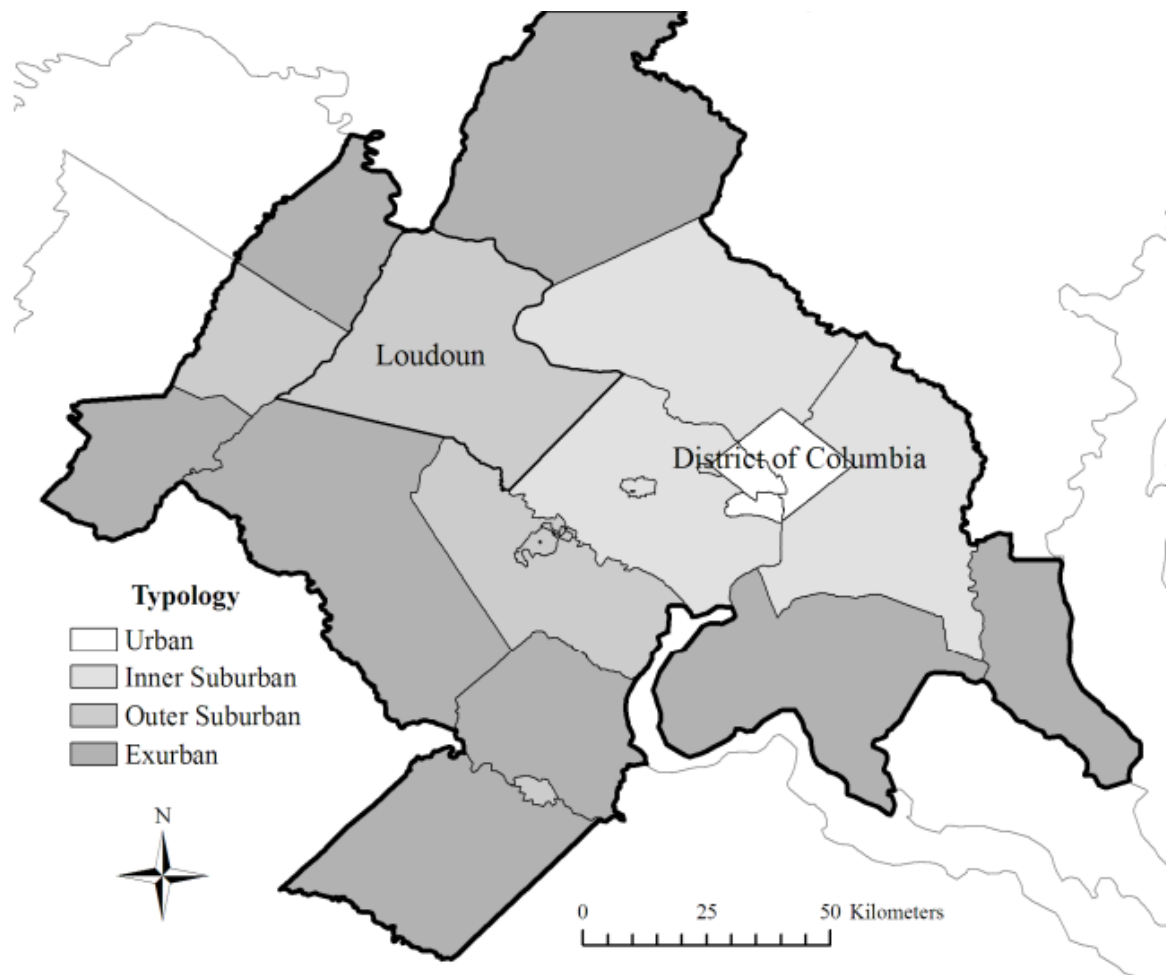 Loudoun
District of Columbia
Typology
Urban
Inner Suburban
Outer Suburban
Exurban
N
0 25 50 Kilometers